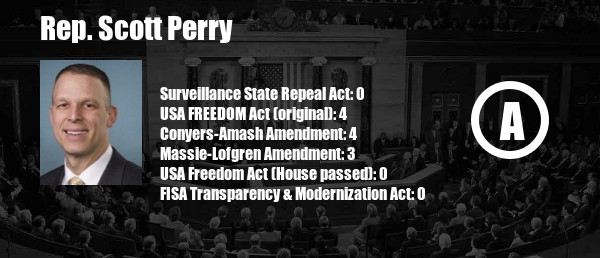 Rep. Scott Perry
Surveillance State Repeal Act: 0
USA FREEDOM Act (original): 4
Conyers-Amash Amendment: 4
Massie-Lofgren Amendment: 3
USA Freedom Act (House passed): 0
FISA Transparency & Modernization Act: 0
A